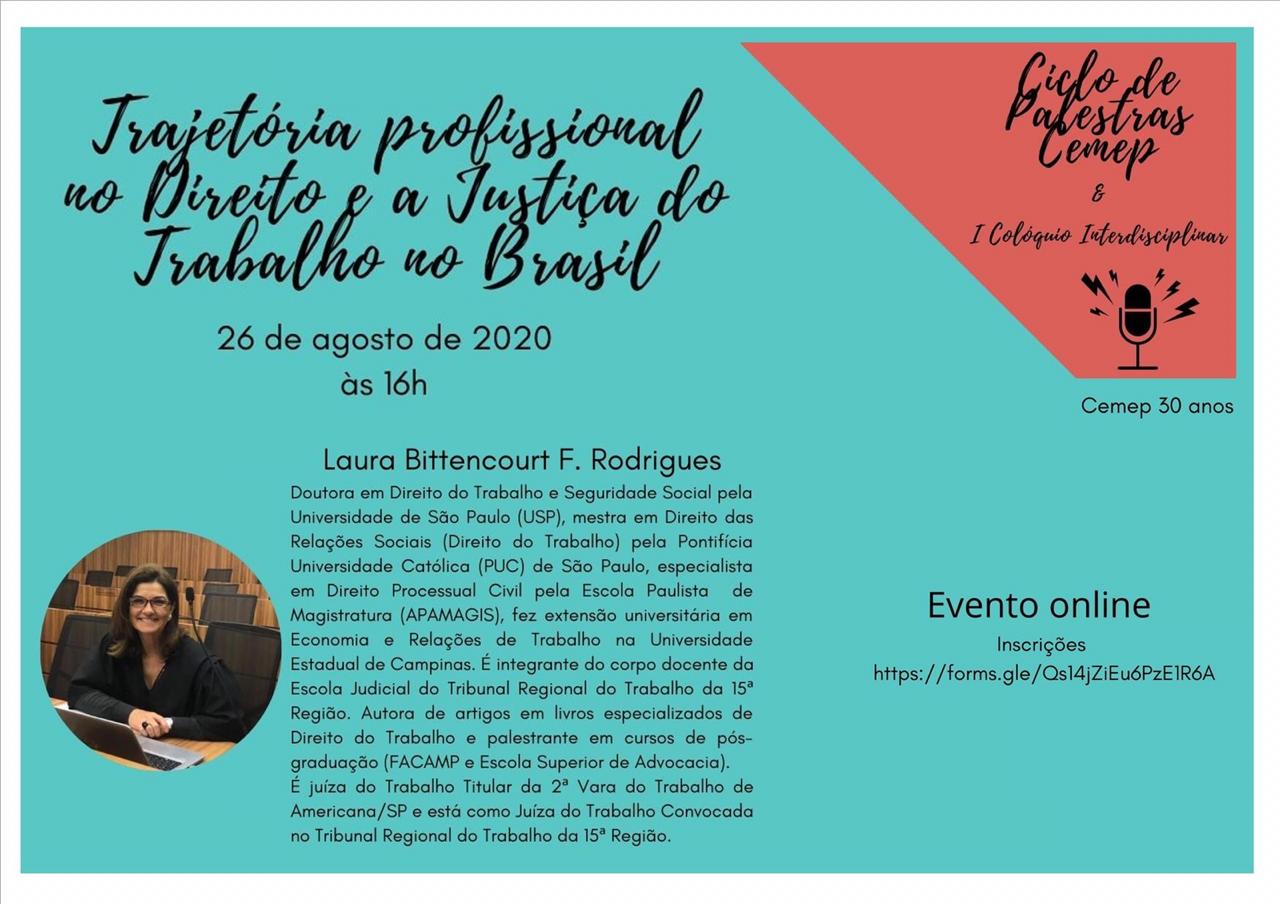 Trajetória profissional
no Direito e a Justiça do
Trabalho no Brasil
26 de agosto de 2020
às 16h
Ciclo de
Palestras
Cemep
&
I Colóquio Interdisciplinar
Cemep 30 anos
Laura Bittencourt F. Rodrigues
Doutora em Direito do Trabalho e Seguridade Social pela
Universidade de São Paulo (USP), mestra em Direito das
Relações Sociais (Direito do Trabalho) pela Pontifícia
Universidade Católica (PUC) de São Paulo, especialista
em Direito Processual Civil pela Escola Paulista de
Magistratura (APAMAGIS), fez extensão universitária em
Economia e Relações de Trabalho na Universidade
Estadual de Campinas. É integrante do corpo docente da
Escola Judicial do Tribunal Regional do Trabalho da 15ª
Região. Autora de artigos em livros especializados de
Direito do Trabalho e palestrante em cursos de pós-
graduação (FACAMP e Escola Superior de Advocacia).
É juíza do Trabalho Titular da 2ª Vara do Trabalho de
Americana/SP e está como Juíza do Trabalho Convocada
no Tribunal Regional do Trabalho da 15ª Região.
Evento online
Inscrições
https://forms.gle/Qs14jZiEu6PzE1R6A